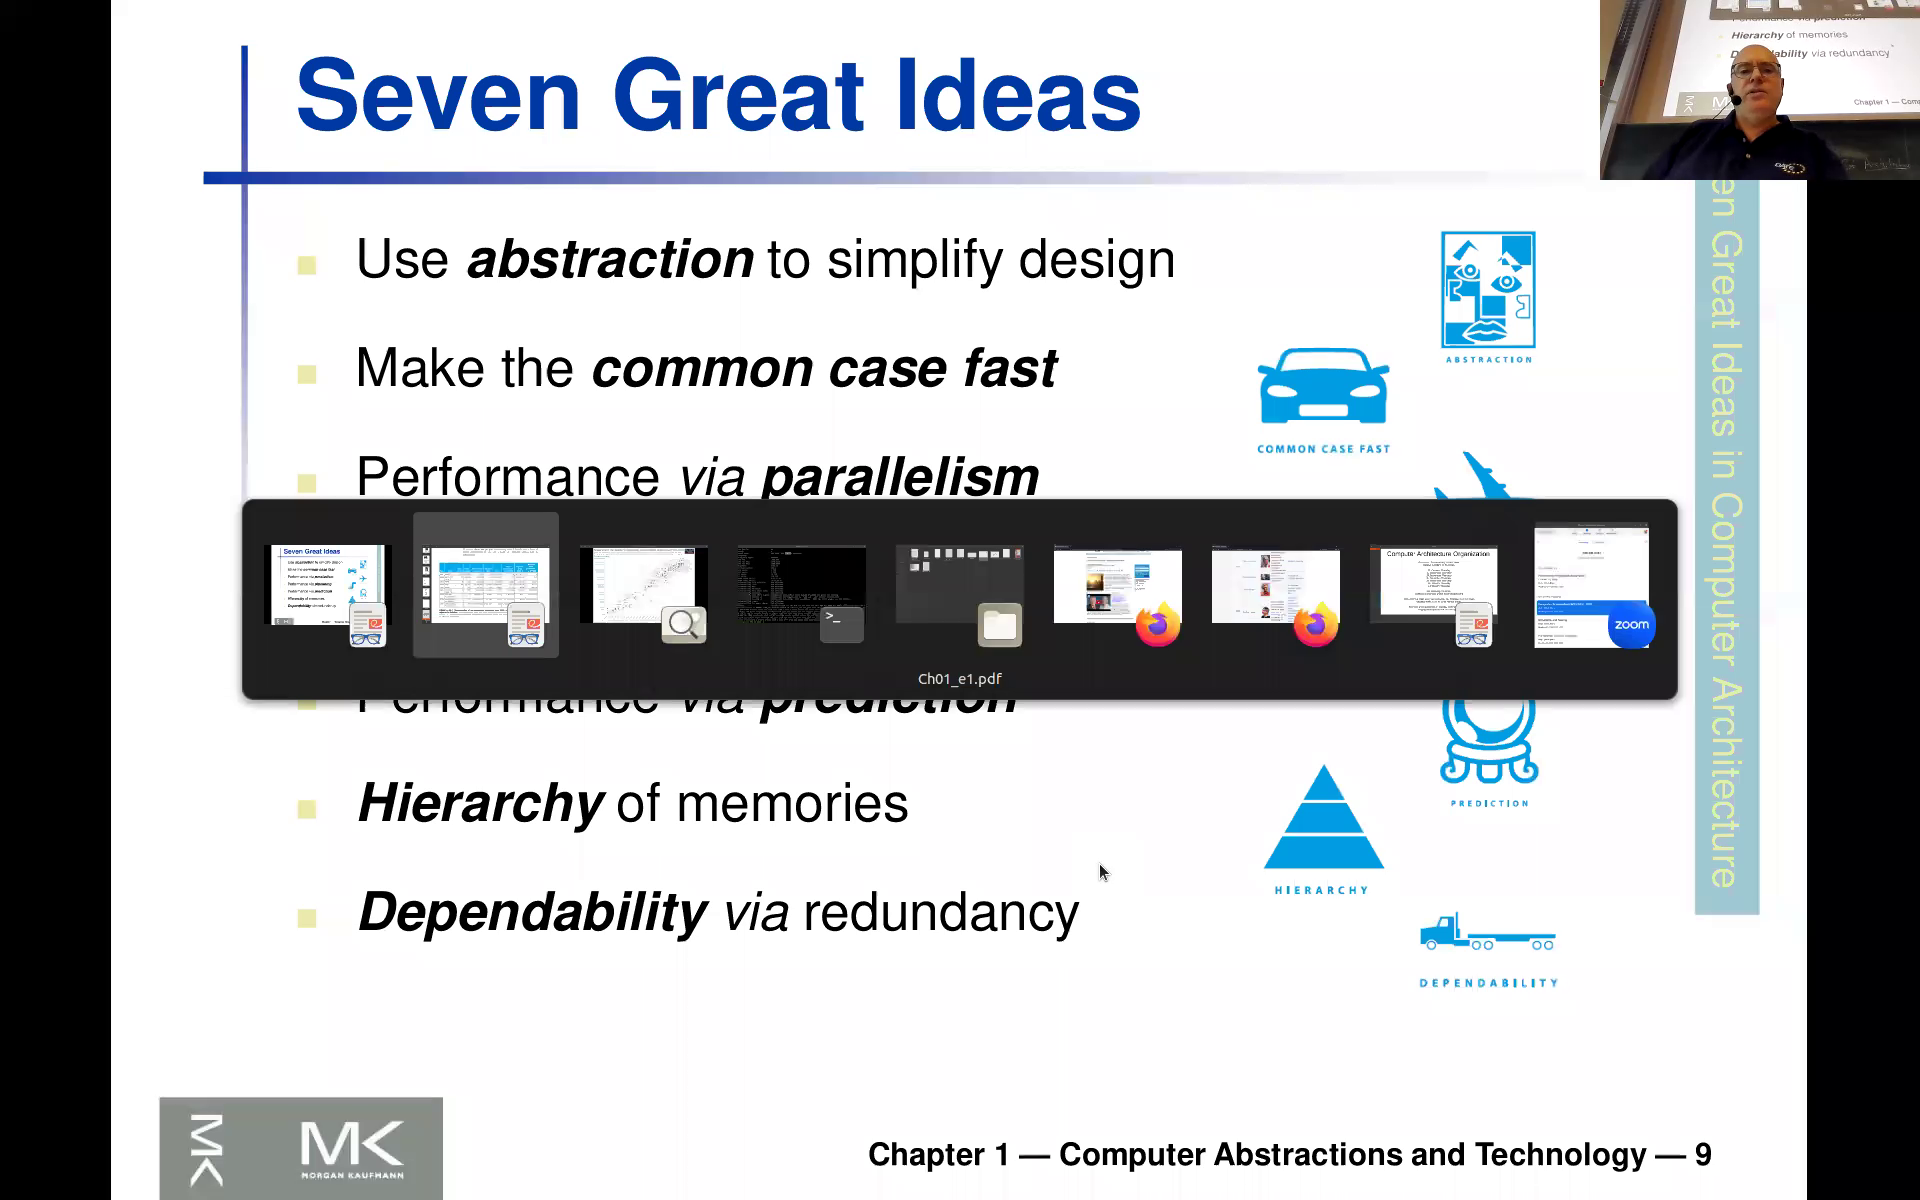 Seven Great Ideas
Use abstraction to simplify design
Make the common case fast
Performance via parallelism
Performance via prediction
Hierarchy of memories
Dependability via redundancy
ABSTRACTION
COMMON CASE FAST
PREDICTION
HIERARCHY
DEPENDABILITY
en Great Ideas in Computer Architecture
Seven Great Ideas
Computer Architecture Organization
zoom
Ch01_e1.pdf
Hierarchy of memories
via redundancy
Chapter 1 — Com
MK
MK
MORGAN KAUFMANN
Chapter 1 — Computer Abstractions and Technology — 9